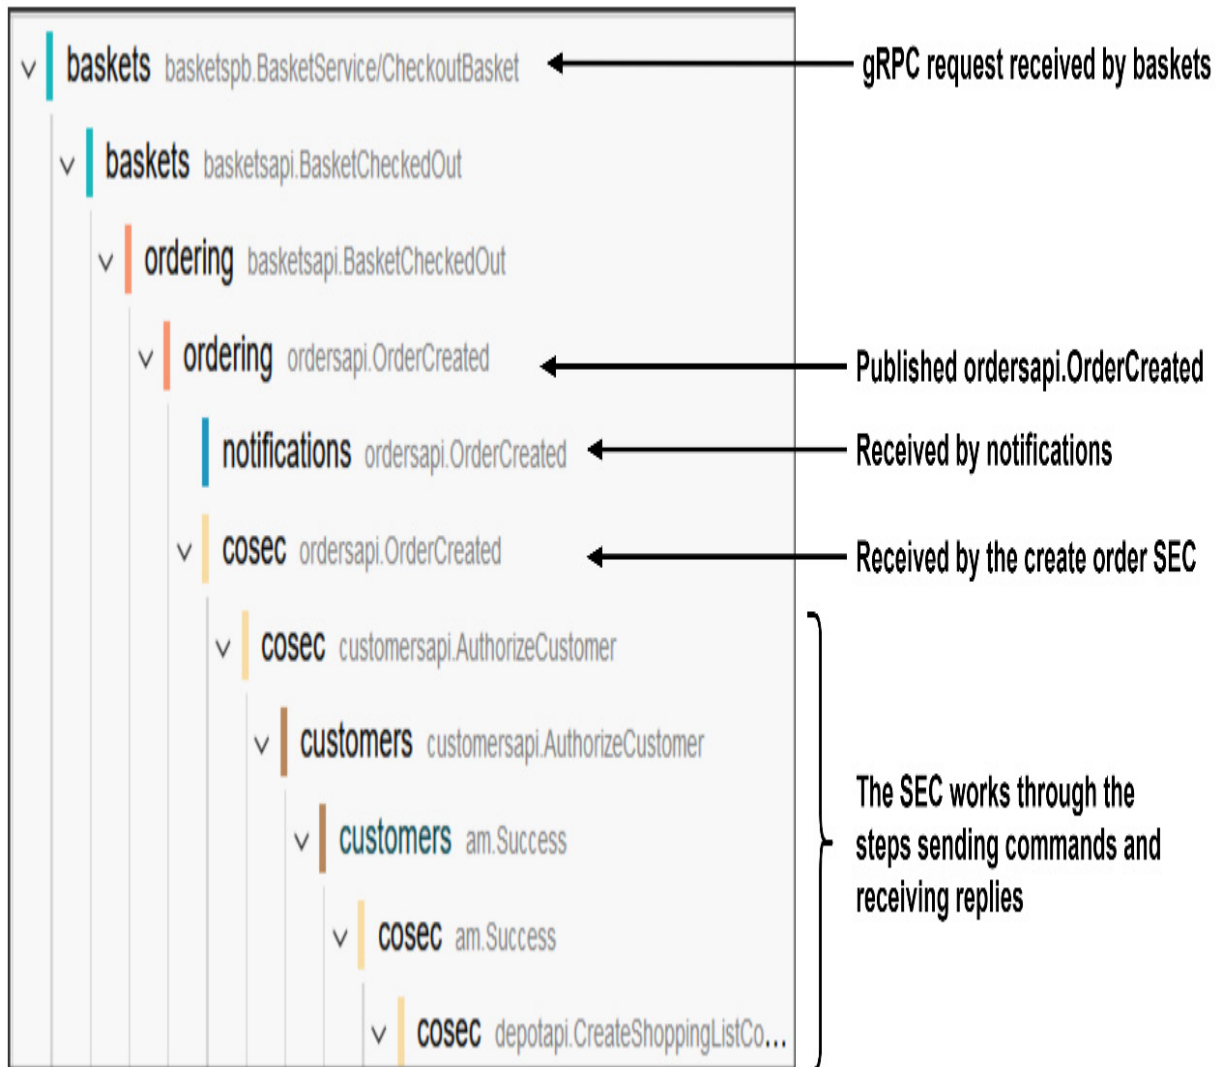 baskets basketspb.BasketService/CheckoutBasket
gRPC request received by baskets
baskets basketsapi.BasketCheckedOut
ordering basketsapi.BasketCheckedOut
ordering ordersapi.OrderCreated
Published ordersapi.OrderCreated
notifications ordersapi.OrderCreated
Received by notifications
cosec ordersapi.OrderCreated
Received by the create order SEC
cosec customersapi.AuthorizeCustomer
customers customersapi.AuthorizeCustomer
customers am.Success
cosec am.Success
cosec depotapi.CreateShoppingListCo...
The SEC works through the
steps sending commands and
receiving replies